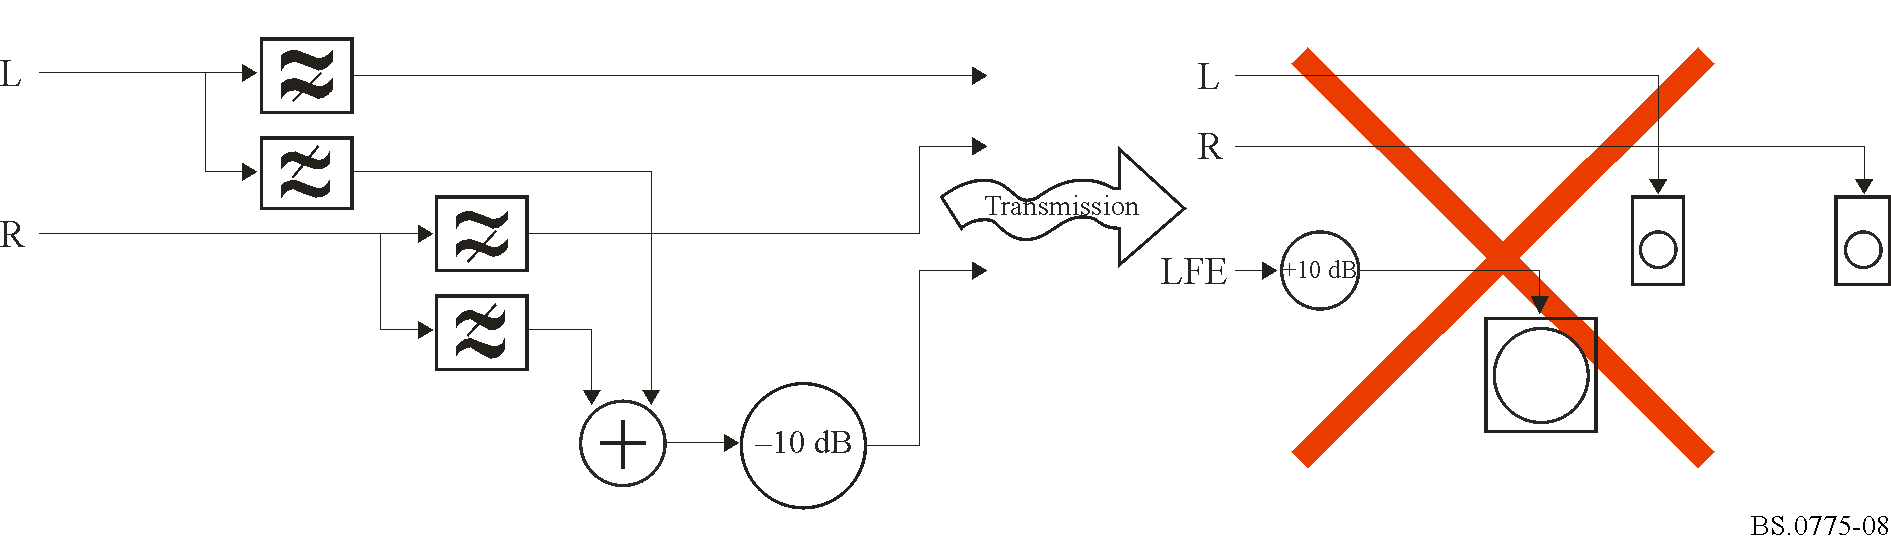 L
R
–10 dB
Transmission
L
R
LFE
+10 dB
BS.0775-08